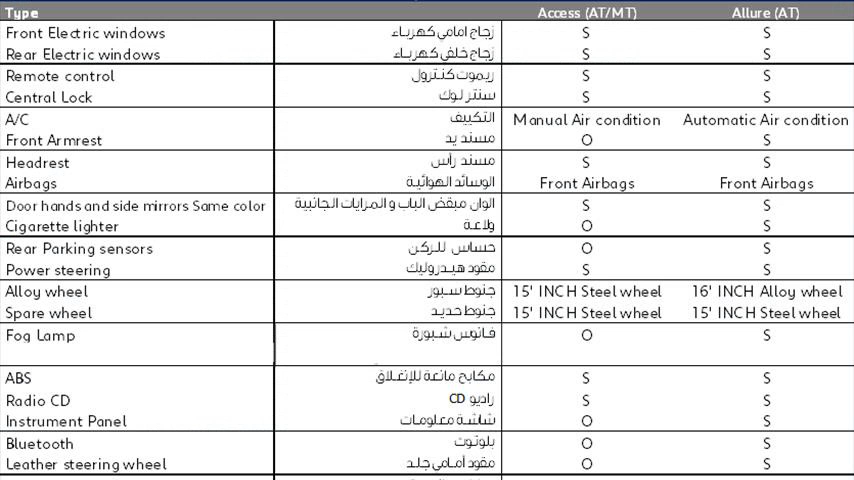 Type Access (AT/MT) Allure (AT)
Front Electric windows زجاج امامي كهرباء S S
Rear Electric windows زجاج خلفي كهرباء S S
Remote control ريموت كنترول S S
Central Lock سنتر لوك S S
A/C التكييف Manual Air condition Automatic Air condition
Front Armrest مسند يد O S
Headrest مسند رأس S S
Airbags الوسائد الهوائية Front Airbags Front Airbags
Door hands and side mirrors Same color الوان مبقض الباب و المرايات الجانبية S S
Cigarette lighter ولاعة O S
Rear Parking sensors حساس للركن O S
Power steering مقود هيدروليك S S
Alloy wheel جنوط سبور 15' INCH Steel wheel 16' INCH Alloy wheel
Spare wheel جنوط حديد 15' INCH Steel wheel 15' INCH Steel wheel
Fog Lamp فانوس شبورة O S
ABS مكابح مانعة للإنغلاق S S
Radio CD راديو CD S S
Instrument Panel شاشة معلومات O S
Bluetooth بلوتوت O S
Leather steering wheel مقود أمامي جلد O S